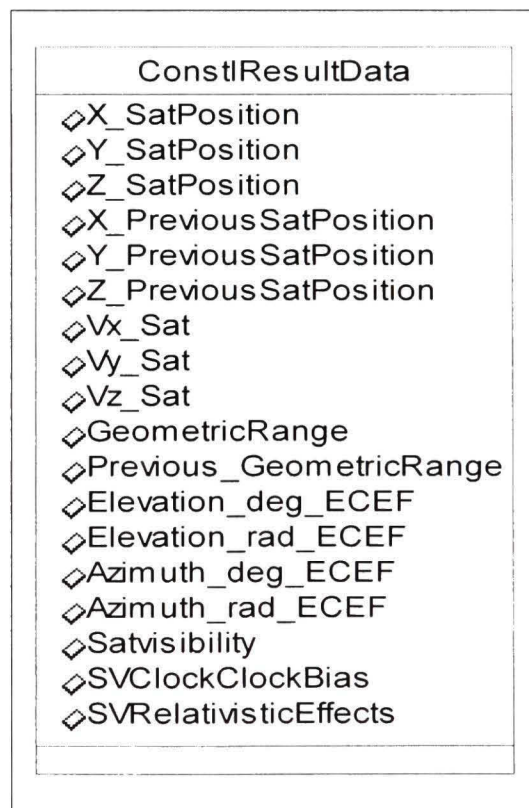 ConstlResultData
X_SatPosition
Y_SatPosition
Z_SatPosition
X_PreviousSatPosition
Y_PreviousSatPosition
Z_PreviousSatPosition
Vx_Sat
Vy_Sat
Vz_Sat
GeometricRange
Previous_GeometricRange
Elevation_deg_ECEF
Elevation_rad_ECEF
Azimuth_deg_ECEF
Azimuth_rad_ECEF
Satvisibility
SVClockClockBias
SVRelativisticEffects